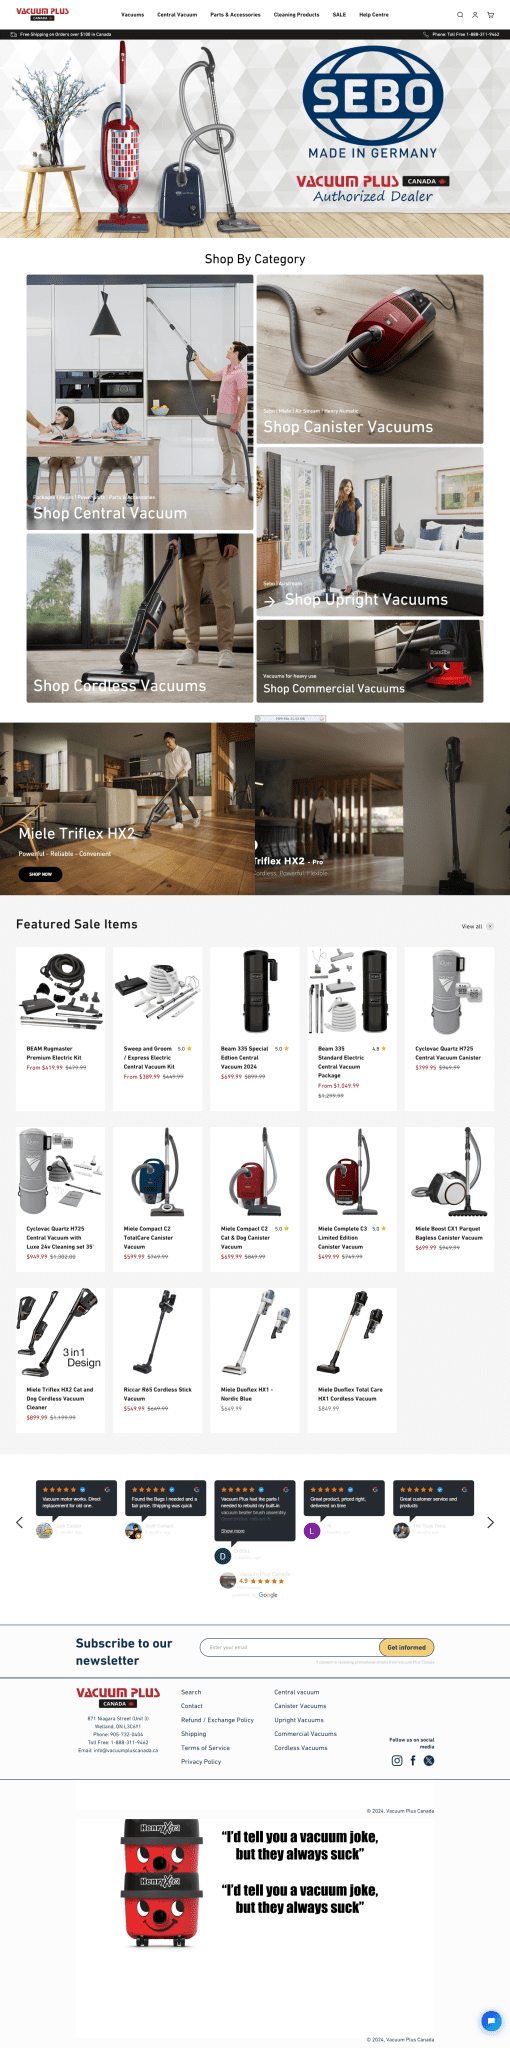 VACUUM PLUS
CANADA
Vacuums
Central Vacuum
Parts & Accessories
Cleaning Products
SALE
Help Centre
Free Shipping on Orders over $100 in Canada
Phone: Toll Free 1-888-311-9462
SEBO
MADE IN GERMANY
VACUUM PLUS CANADA
Authorized Dealer
Shop By Category
Shop Central Vacuum
Sebo | Miele | Air Stream | Henry Numatic
Shop Canister Vacuums
Shop Upright Vacuums
Shop Cordless Vacuums
Vacuums for heavy use
Shop Commercial Vacuums
Miele Triflex HX2
Powerful - Reliable - Convenient
SHOP NOW
Triflex HX2 - Pro
Cordless Powerful Flexible
Featured Sale Items
View all
BEAM Rugmaster
Premium Electric Kit
From $419.99 $479.99
Sweep and Groom 5.0
/ Express Electric
Central Vacuum Kit
From $389.99 $449.99
Beam 335 Special 5.0
Edtion Central
Vacuum 2024
$699.99 $899.99
Beam 335 4.8
Standard Electric
Central Vacuum
Package
From $1,049.99
$1,299.99
Cyclovac Quartz H725
Central Vacuum Canister
$799.95 $949.99
Cyclovac Quartz H725
Central Vacuum with
Luxe 24v Cleaning set 35'
$949.99 $1,302.00
Miele Compact C2
TotalCare Canister
Vacuum
$599.99 $749.99
Miele Compact C2 5.0
Cat & Dog Canister
Vacuum
$699.99 $849.99
Miele Complete C3 5.0
Limited Edition
Canister Vacuum
$499.99 $749.99
Miele Boost CX1 Parquet
Bagless Canister Vacuum
$699.99 $949.99
3 in 1
Design
Miele Triflex HX2 Cat and
Dog Cordless Vacuum
Cleaner
$899.99 $1,199.99
Riccar R65 Cordless Stick
Vacuum
$549.99 $649.99
Miele Duoflex HX1 -
Nordic Blue
$649.99
Miele Duoflex Total Care
HX1 Cordless Vacuum
$849.99
Vacuum motor works. Direct
replacement for old one.
Found the Bags I needed and a
fair price. Shipping was quick
Vacuum Plus had the parts I
needed to rebuild my built-in
vacuum beater brush assembly.
Show more
D
Great product, priced right,
delivered on time
L
Great customer service and
products
4.9
Google
Subscribe to our
newsletter
Enter your email
Get informed
VACUUM PLUS
CANADA
871 Niagara Street (Unit 3)
Welland, ON L3C6Y1
Phone: 905-732-0404
Toll Free: 1-888-311-9462
Email: info@vacuumpluscanada.ca
Search
Contact
Refund / Exchange Policy
Shipping
Terms of Service
Privacy Policy
Central vacuum
Canister Vacuums
Upright Vacuums
Commercial Vacuums
Cordless Vacuums
Follow us on social
media
© 2024, Vacuum Plus Canada
Henry
"I'd tell you a vacuum joke,
but they always suck"
Henry
"I'd tell you a vacuum joke,
but they always suck"
© 2024, Vacuum Plus Canada